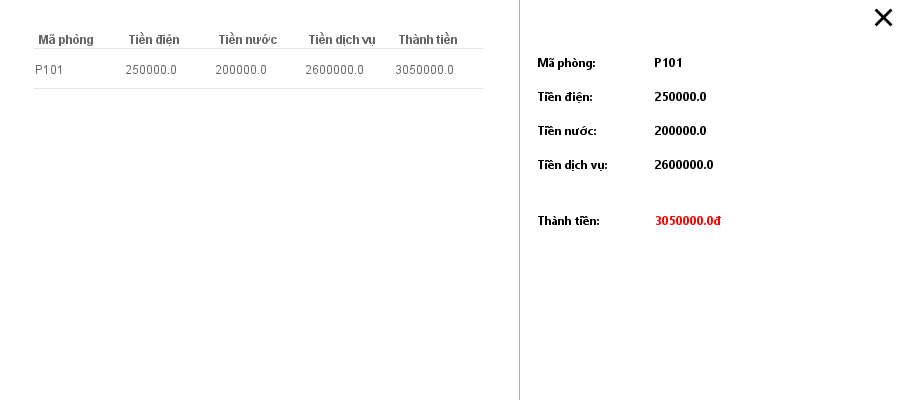 Mã phòng Tiền điện Tiền nước Tiền dịch vụ Thành tiền
P101 250000.0 200000.0 2600000.0 3050000.0
Mã phòng: P101
Tiền điện: 250000.0
Tiền nước: 200000.0
Tiền dịch vụ: 2600000.0
Thành tiền: 3050000.0đ